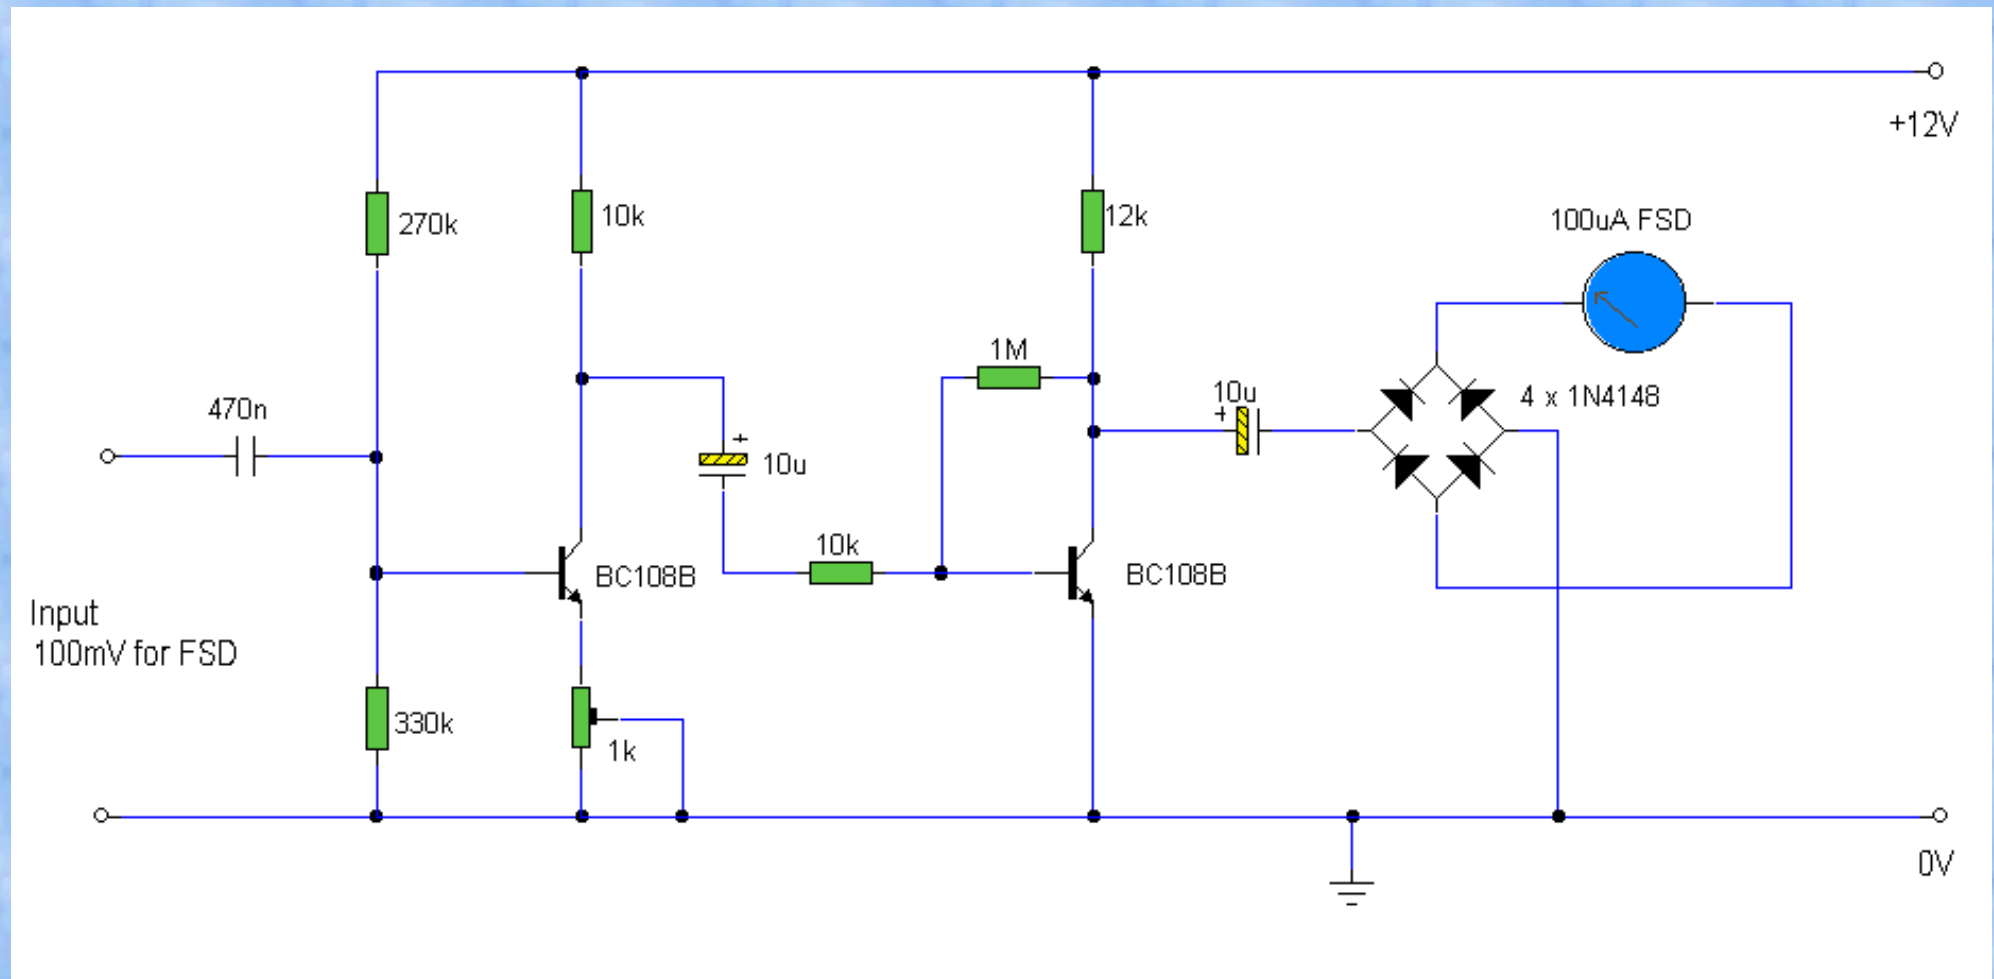 +12V
270k
10k
12k
100uA FSD
1M
470n
10u
+
4 x 1N4148
+
10u
10k
BC108B
BC108B
Input
100mV for FSD
330k
1k
0V